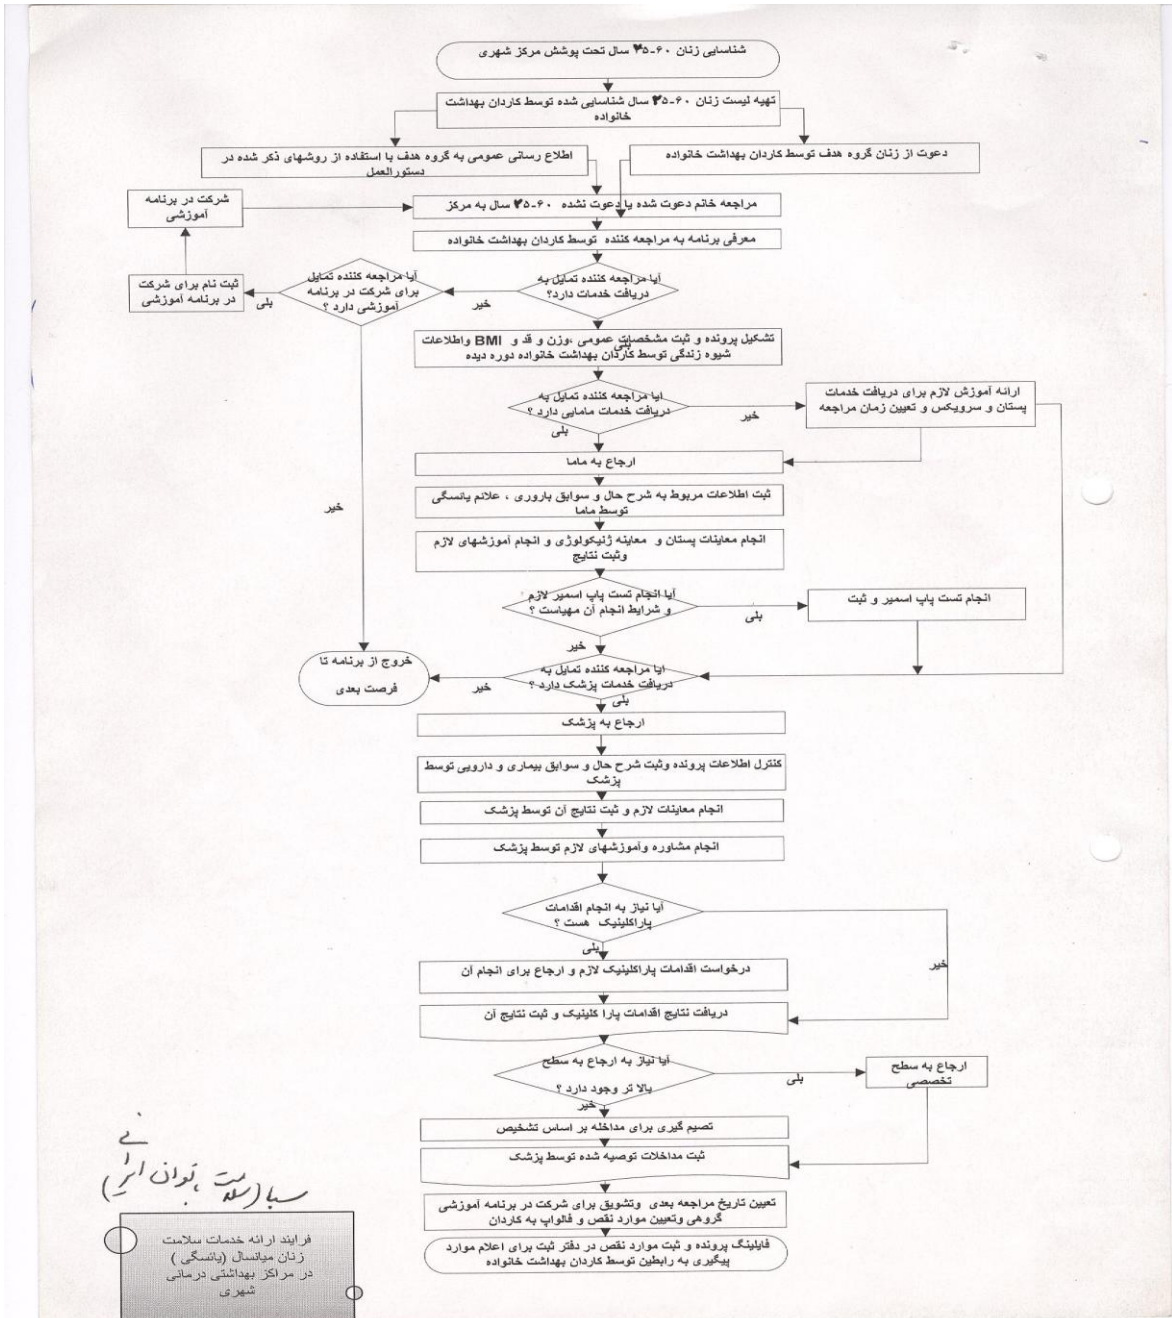 شناسایی زنان ۶۰-۴۵ سال تحت پوشش مرکز شهری
تهیه لیست زنان ۶۰-۴۵ سال شناسایی شده توسط کاردان بهداشت
خانواده
دعوت از زنان گروه هدف توسط کاردان بهداشت خانواده
اطلاع رسانی عمومی به گروه هدف با استفاده از روشهای ذکر شده در
دستورالعمل
مراجعه خانم دعوت شده یا دعوت نشده ۶۰-۴۵ سال به مرکز
شرکت در برنامه
آموزشی
معرفی برنامه به مراجعه کننده توسط کاردان بهداشت خانواده
آیا مراجعه کننده تمایل به
دریافت خدمات دارد؟
خیر
آیا مراجعه کننده تمایل
برای شرکت در برنامه
آموزشی دارد ؟
بلی
ثبت نام برای شرکت
در برنامه آموزشی
بلی
تشکیل پرونده و ثبت مشخصات عمومی ،وزن و قد و BMI واطلاعات
شیوه زندگی توسط کاردان بهداشت خانواده دوره دیده
آیا مراجعه کننده تمایل به
دریافت خدمات مامایی دارد ؟
خیر
ارائه آموزش لازم برای دریافت خدمات
پستان و سرویکس و تعیین زمان مراجعه
بلی
ارجاع به ماما
ثبت اطلاعات مربوط به شرح حال و سوابق باروری ، علائم یائسگی
توسط ماما
خیر
انجام معاینات پستان و معاینه ژنیکولوژی و انجام آموزشهای لازم
وثبت نتایج
آیا انجام تست پاپ اسمیر لازم
و شرایط انجام آن مهیاست ؟
بلی
انجام تست پاپ اسمیر و ثبت
خیر
آیا مراجعه کننده تمایل به
دریافت خدمات پزشک دارد ؟
خیر
خروج از برنامه تا
فرصت بعدی
بلی
ارجاع به پزشک
کنترل اطلاعات پرونده وثبت شرح حال و سوابق بیماری و دارویی توسط
پزشک
انجام معاینات لازم و ثبت نتایج آن توسط پزشک
انجام مشاوره وآموزشهای لازم توسط پزشک
آیا نیاز به انجام اقدامات
پاراکلینیک هست ؟
بلی
خیر
درخواست اقدامات پاراکلینیک لازم و ارجاع برای انجام آن
دریافت نتایج اقدامات پارا کلینیک و ثبت نتایج آن
آیا نیاز به ارجاع به سطح
بالا تر وجود دارد ؟
بلی
ارجاع به سطح
تخصصی
خیر
تصیم گیری برای مداخله بر اساس تشخیص
ثبت مداخلات توصیه شده توسط پزشک
تعیین تاریخ مراجعه بعدی وتشویق برای شرکت در برنامه آموزشی
گروهی وتعیین موارد نقص و فالواپ به کاردان
فایلینگ پرونده و ثبت موارد نقص در دفتر ثبت برای اعلام موارد
پیگیری به رابطین توسط کاردان بهداشت خانواده
سبا (سلامت بانوان ایرانی)
فرایند ارائه خدمات سلامت
زنان میانسال (یائسگی )
در مراکز بهداشتی درمانی
شهری